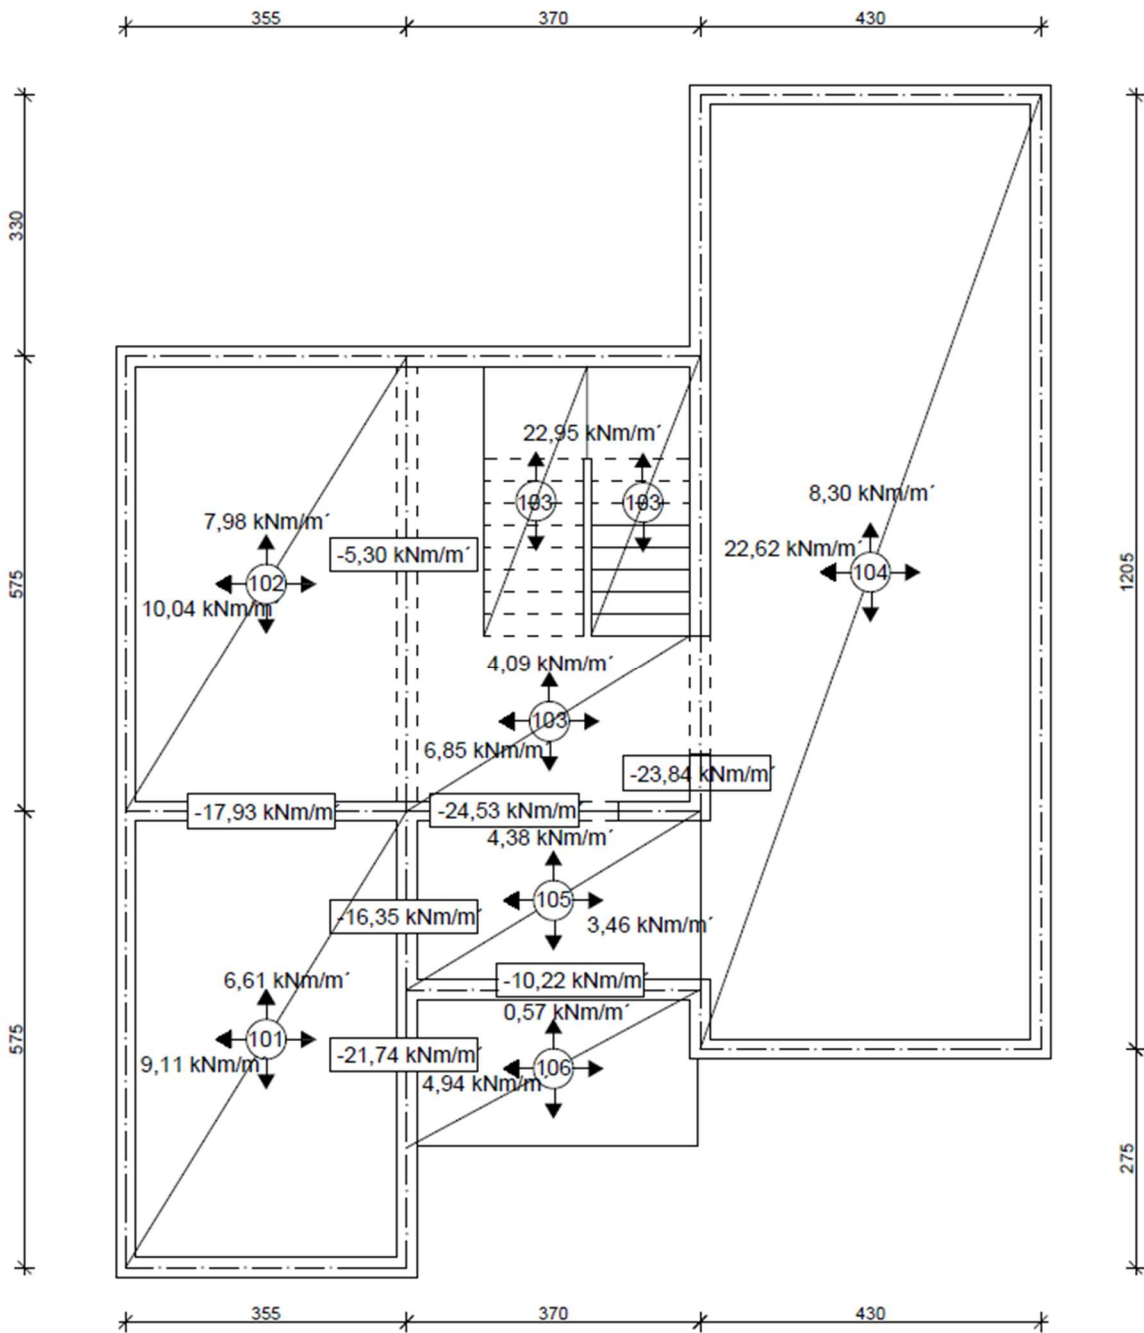 355
370
430
330
575
575
1205
275
22,95 kNm/m´
103
103
8,30 kNm/m´
22,62 kNm/m´
104
7,98 kNm/m´
102
10,04 kNm/m
-5,30 kNm/m´
4,09 kNm/m´
103
6,85 kNm/m´
-23,84 kNm/m´
-17,93 kNm/m´
-24,53 kNm/m´
4,38 kNm/m´
105
3,46 kNm/m´
-16,35 kNm/m´
-10,22 kNm/m´
6,61 kNm/m´
101
9,11 kNm/m´
-21,74 kNm/m´
0,57 kNm/m´
106
4,94 kNm/m´
355
370
430